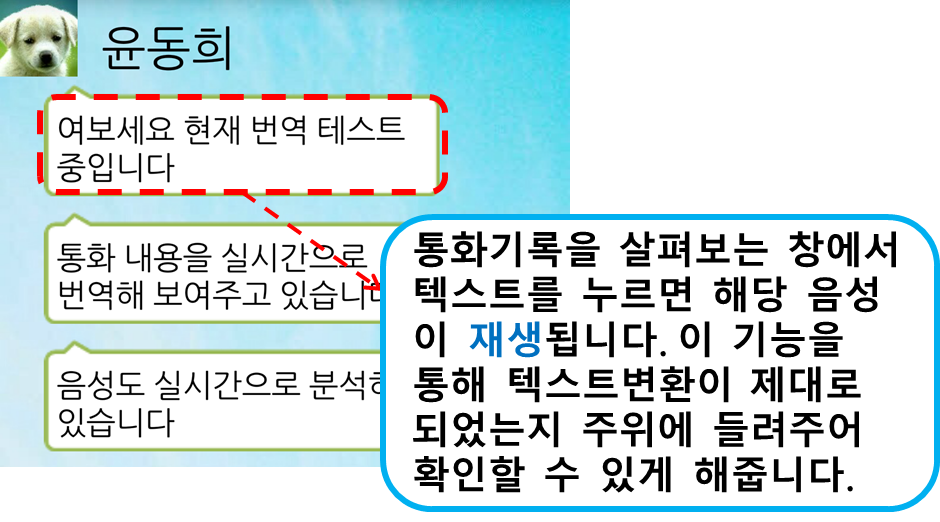 윤동희
여보세요 현재 번역 테스트
중입니다
통화 내용을 실시간으로
번역해 보여주고 있습니다
음성도 실시간으로 분석
있습니다
통화기록을 살펴보는 창에서
텍스트를 누르면 해당 음성
이 재생됩니다. 이 기능을
통해 텍스트변환이 제대로
되었는지 주위에 들려주어
확인할 수 있게 해줍니다.